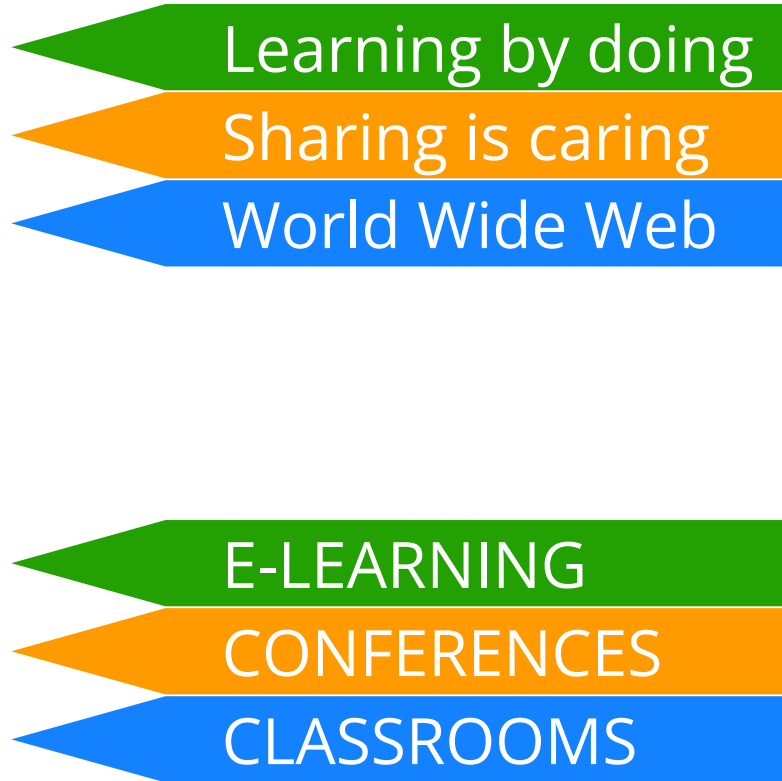 Learning by doing
Sharing is caring
World Wide Web
E-LEARNING
CONFERENCES
CLASSROOMS